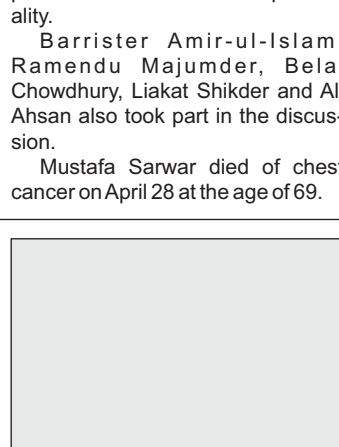 ality.
Barrister Amir-ul-Islam
Ramendu Majumder, Bela
Chowdhury, Liakat Shikder and Al
Ahsan also took part in the discus-
sion.
Mustafa Sarwar died of chest
cancer on April 28 at the age of 69.